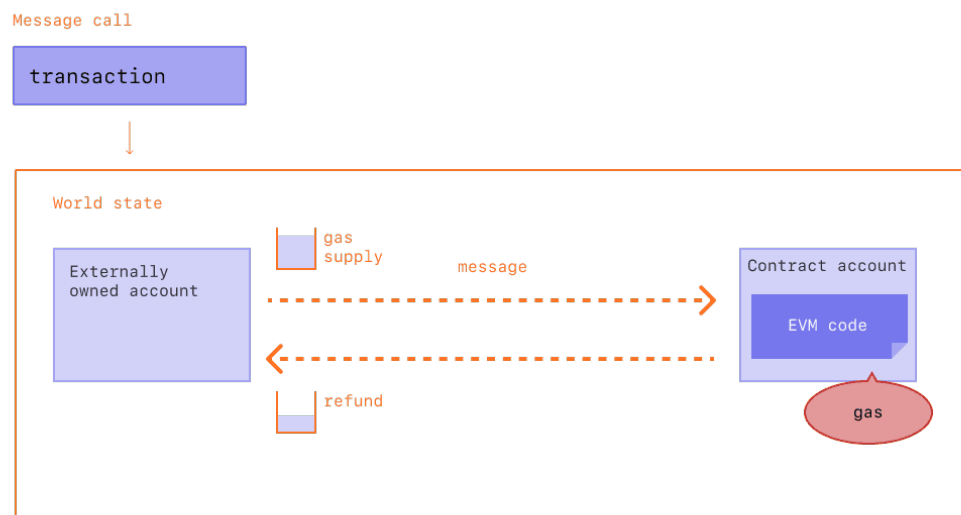 Message call
transaction
World state
gas
supply
message
Externally
owned account
Contract account
EVM code
refund
gas